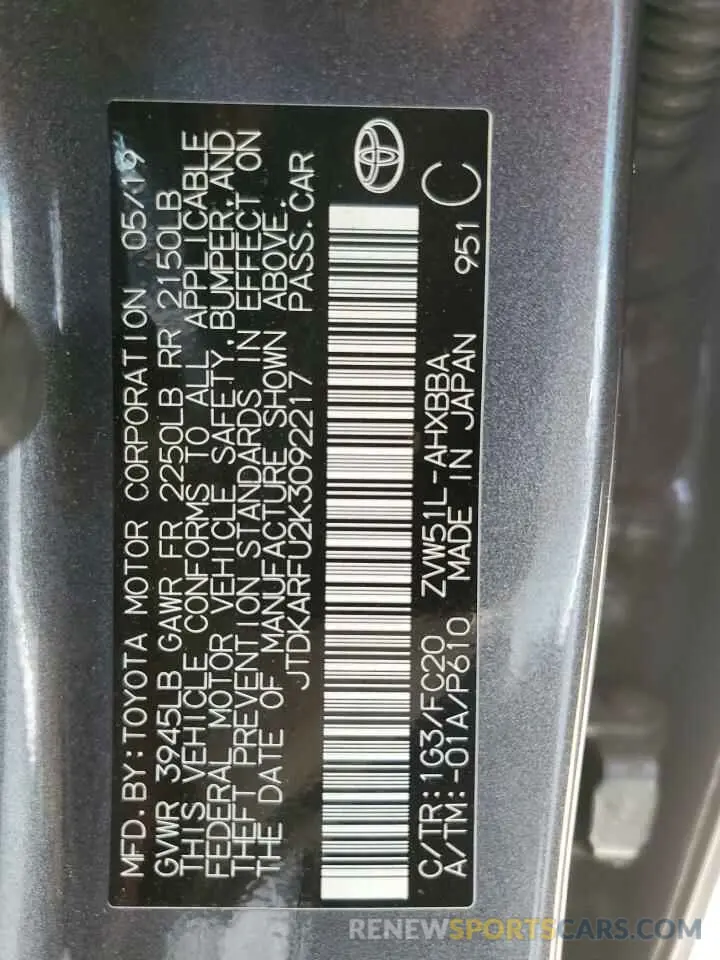 MFD. BY: TOYOTA MOTOR CORPORATION 05/19
GVWR 3945LB GAWR FR 2250LB RR 2150LB
THIS VEHICLE CONFORMS TO ALL APPLICABLE
FEDERAL MOTOR VEHICLE SAFETY, BUMPER, AND
THEFT PREVENTION STANDARDS IN EFFECT ON
THE DATE OF MANUFACTURE SHOWN ABOVE.
JTDKARFU2K3092217 PASS. CAR
C/TR: 1G3/FC20 ZVW51L-AHXBBA
A/TM: -01A/P610 MADE IN JAPAN 951 C
RENEWSPORTSCARS.COM